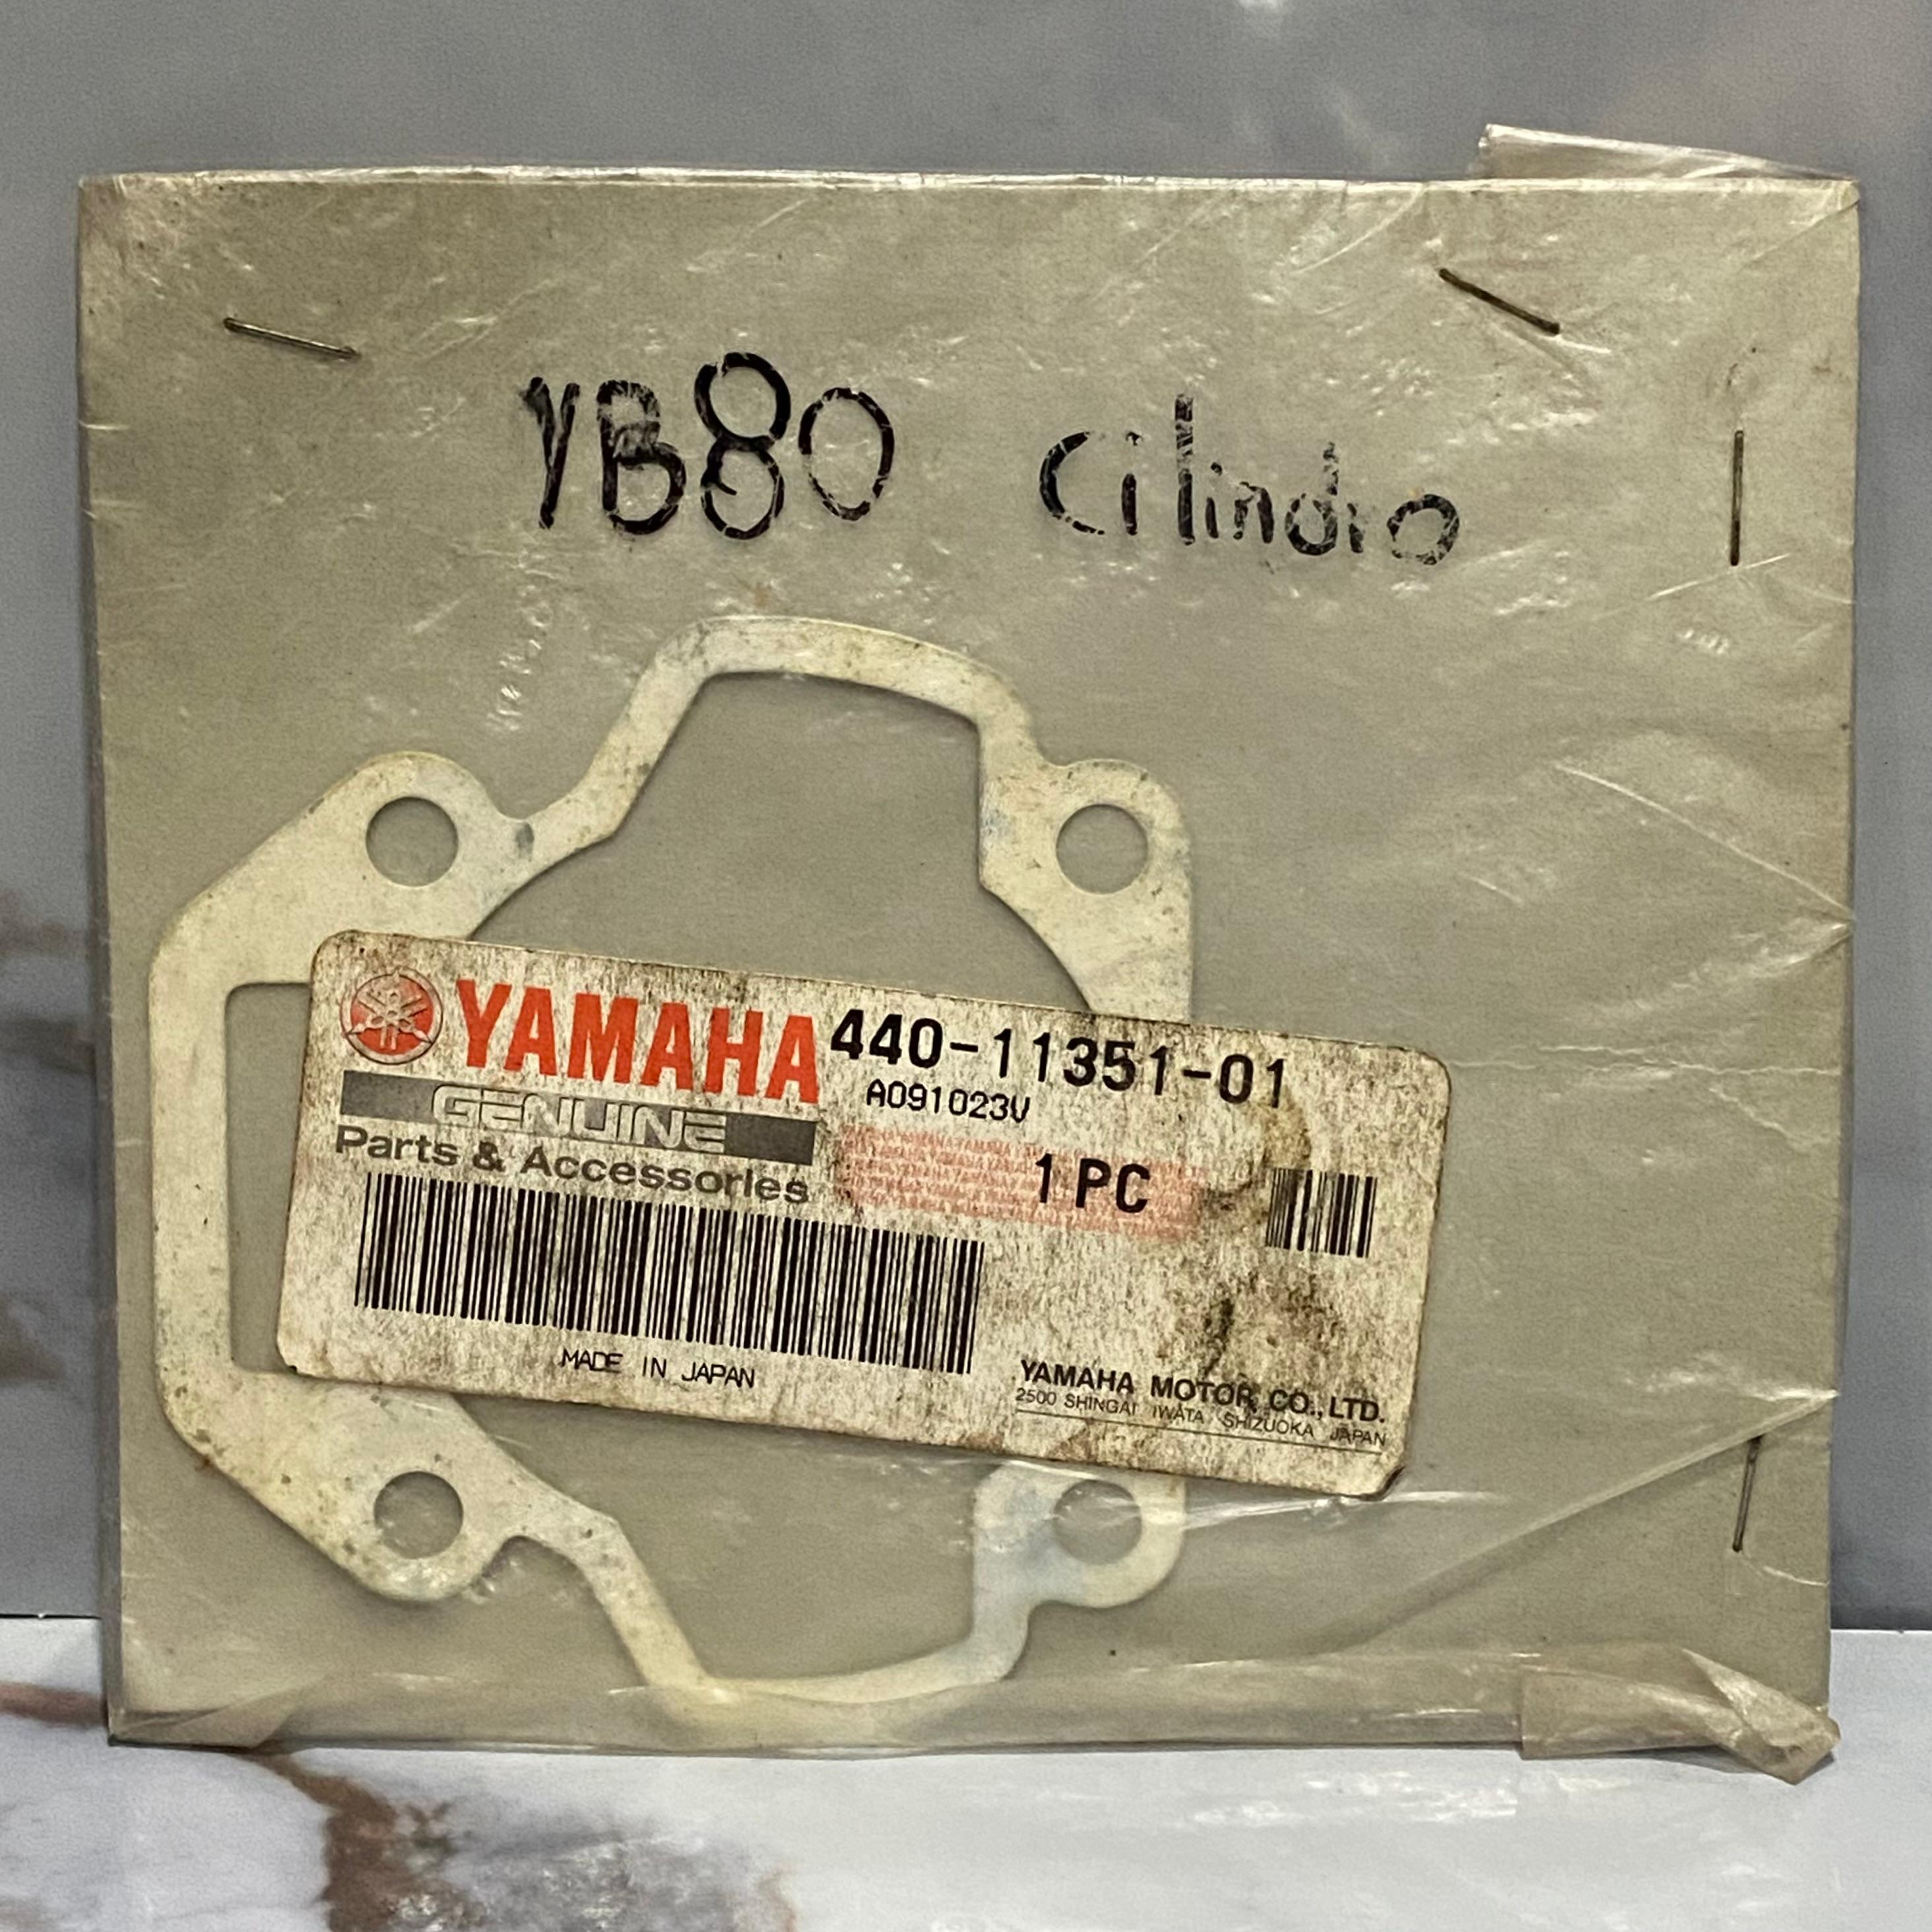 YB80 Cilindro
YAMAHA 440-11351-01
GENUINE A091023V
Parts & Accessories 1 PC
MADE IN JAPAN
YAMAHA MOTOR CO., LTD.
2500 SHINGAI IWATA SHIZUOKA JAPAN